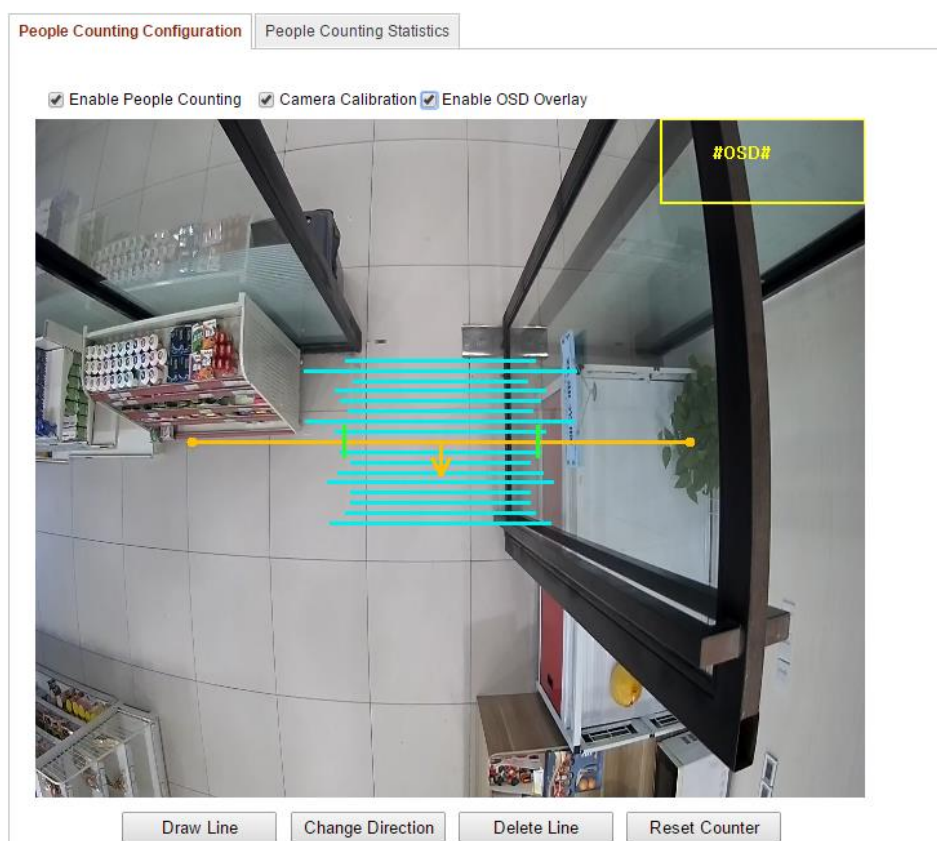 People Counting Configuration
People Counting Statistics
Enable People Counting
Camera Calibration
Enable OSD Overlay
#OSD#
Draw Line
Change Direction
Delete Line
Reset Counter